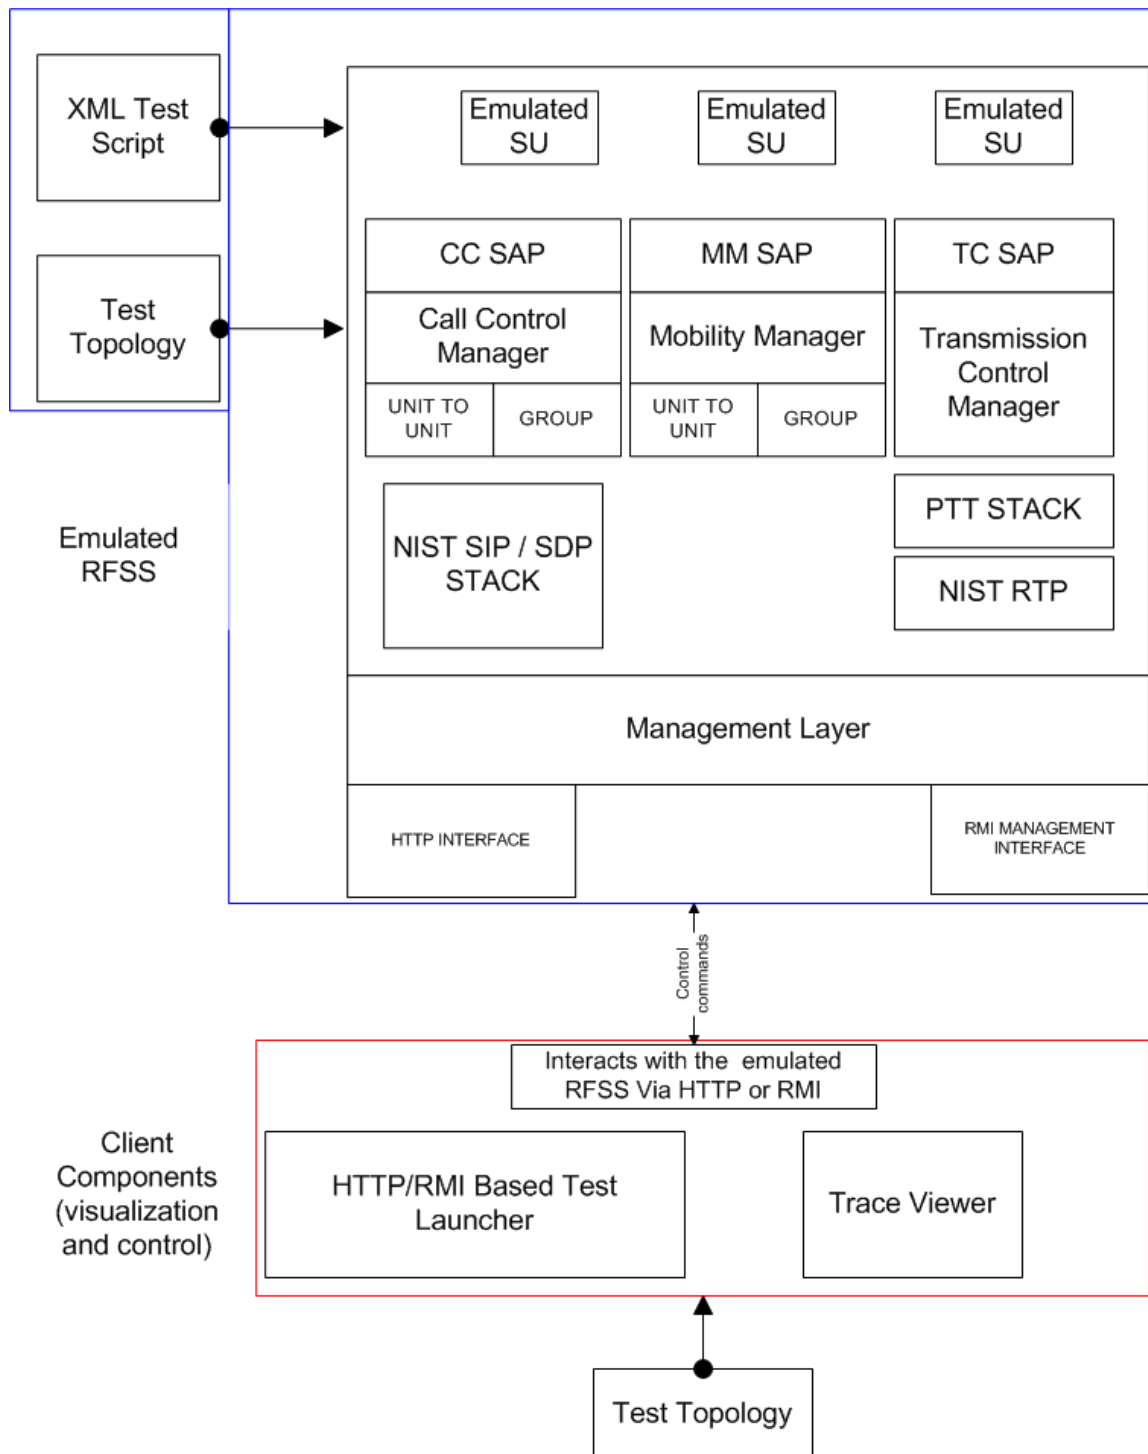 XML Test
Script
Emulated
SU
Emulated
SU
Emulated
SU
Test
Topology
CC SAP
MM SAP
TC SAP
Call Control
Manager
Mobility Manager
Transmission
Control
Manager
UNIT TO
UNIT
GROUP
UNIT TO
UNIT
GROUP
Emulated
RFSS
NIST SIP / SDP
STACK
PTT STACK
NIST RTP
Management Layer
HTTP INTERFACE
RMI MANAGEMENT
INTERFACE
Control
commands
Interacts with the emulated
RFSS Via HTTP or RMI
Client
Components
(visualization
and control)
HTTP/RMI Based Test
Launcher
Trace Viewer
Test Topology